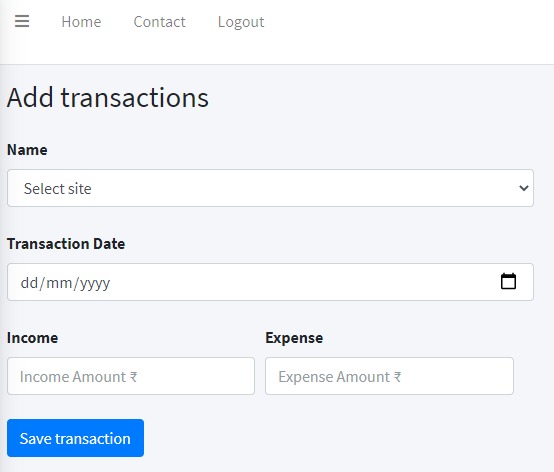 Home Contact Logout
Add transactions
Name
Select site
Transaction Date
dd/mm/yyyy
Income Expense
Income Amount ₹ Expense Amount ₹
Save transaction